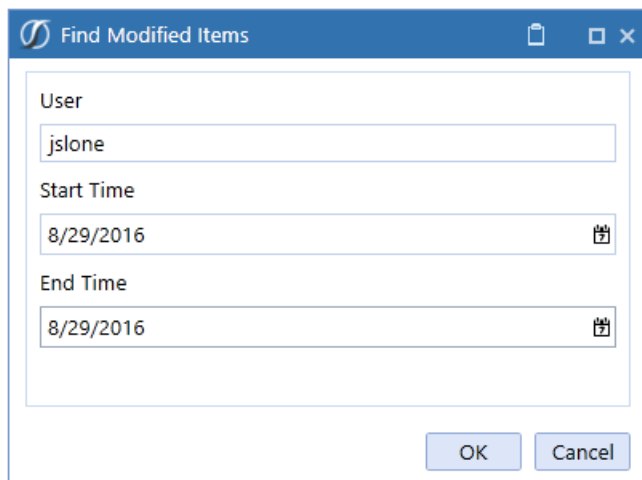 Find Modified Items
User
jslone
Start Time
8/29/2016
End Time
8/29/2016
OK Cancel